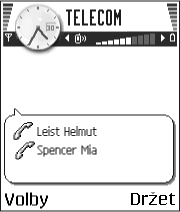 TELECOM
Leist Helmut
Spencer Mia
Volby Držet